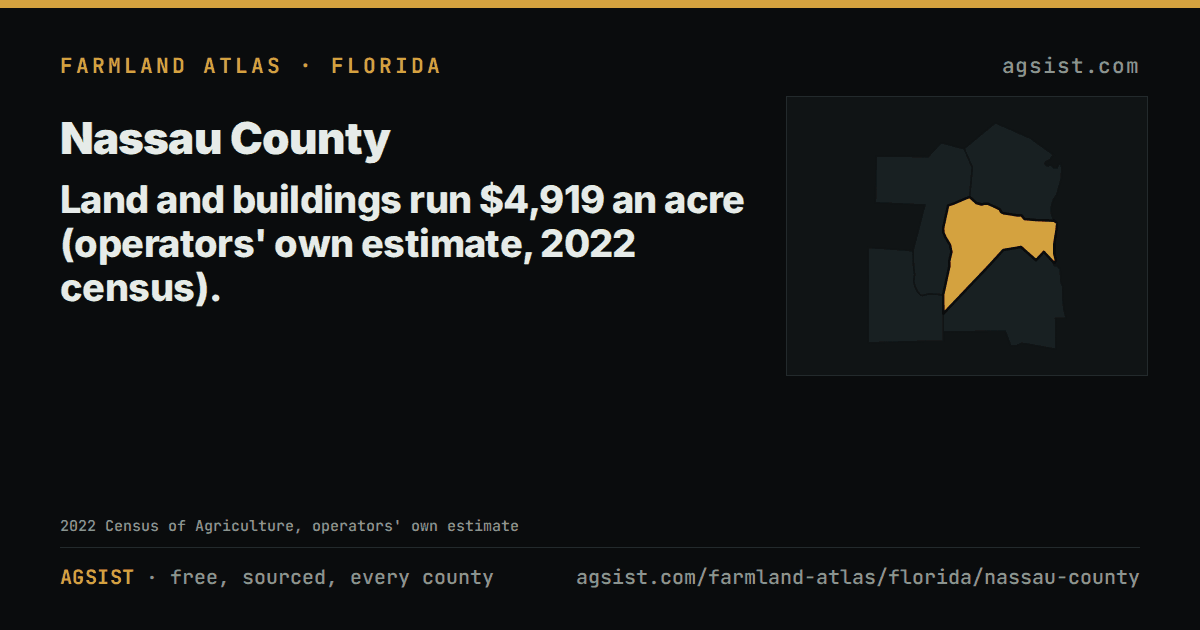 FARMLAND ATLAS · FLORIDA
agsist.com
Nassau County
Land and buildings run $4,919 an acre
(operators' own estimate, 2022
census).
2022 Census of Agriculture, operators' own estimate
AGSIST · free, sourced, every county
agsist.com/farmland-atlas/florida/nassau-county